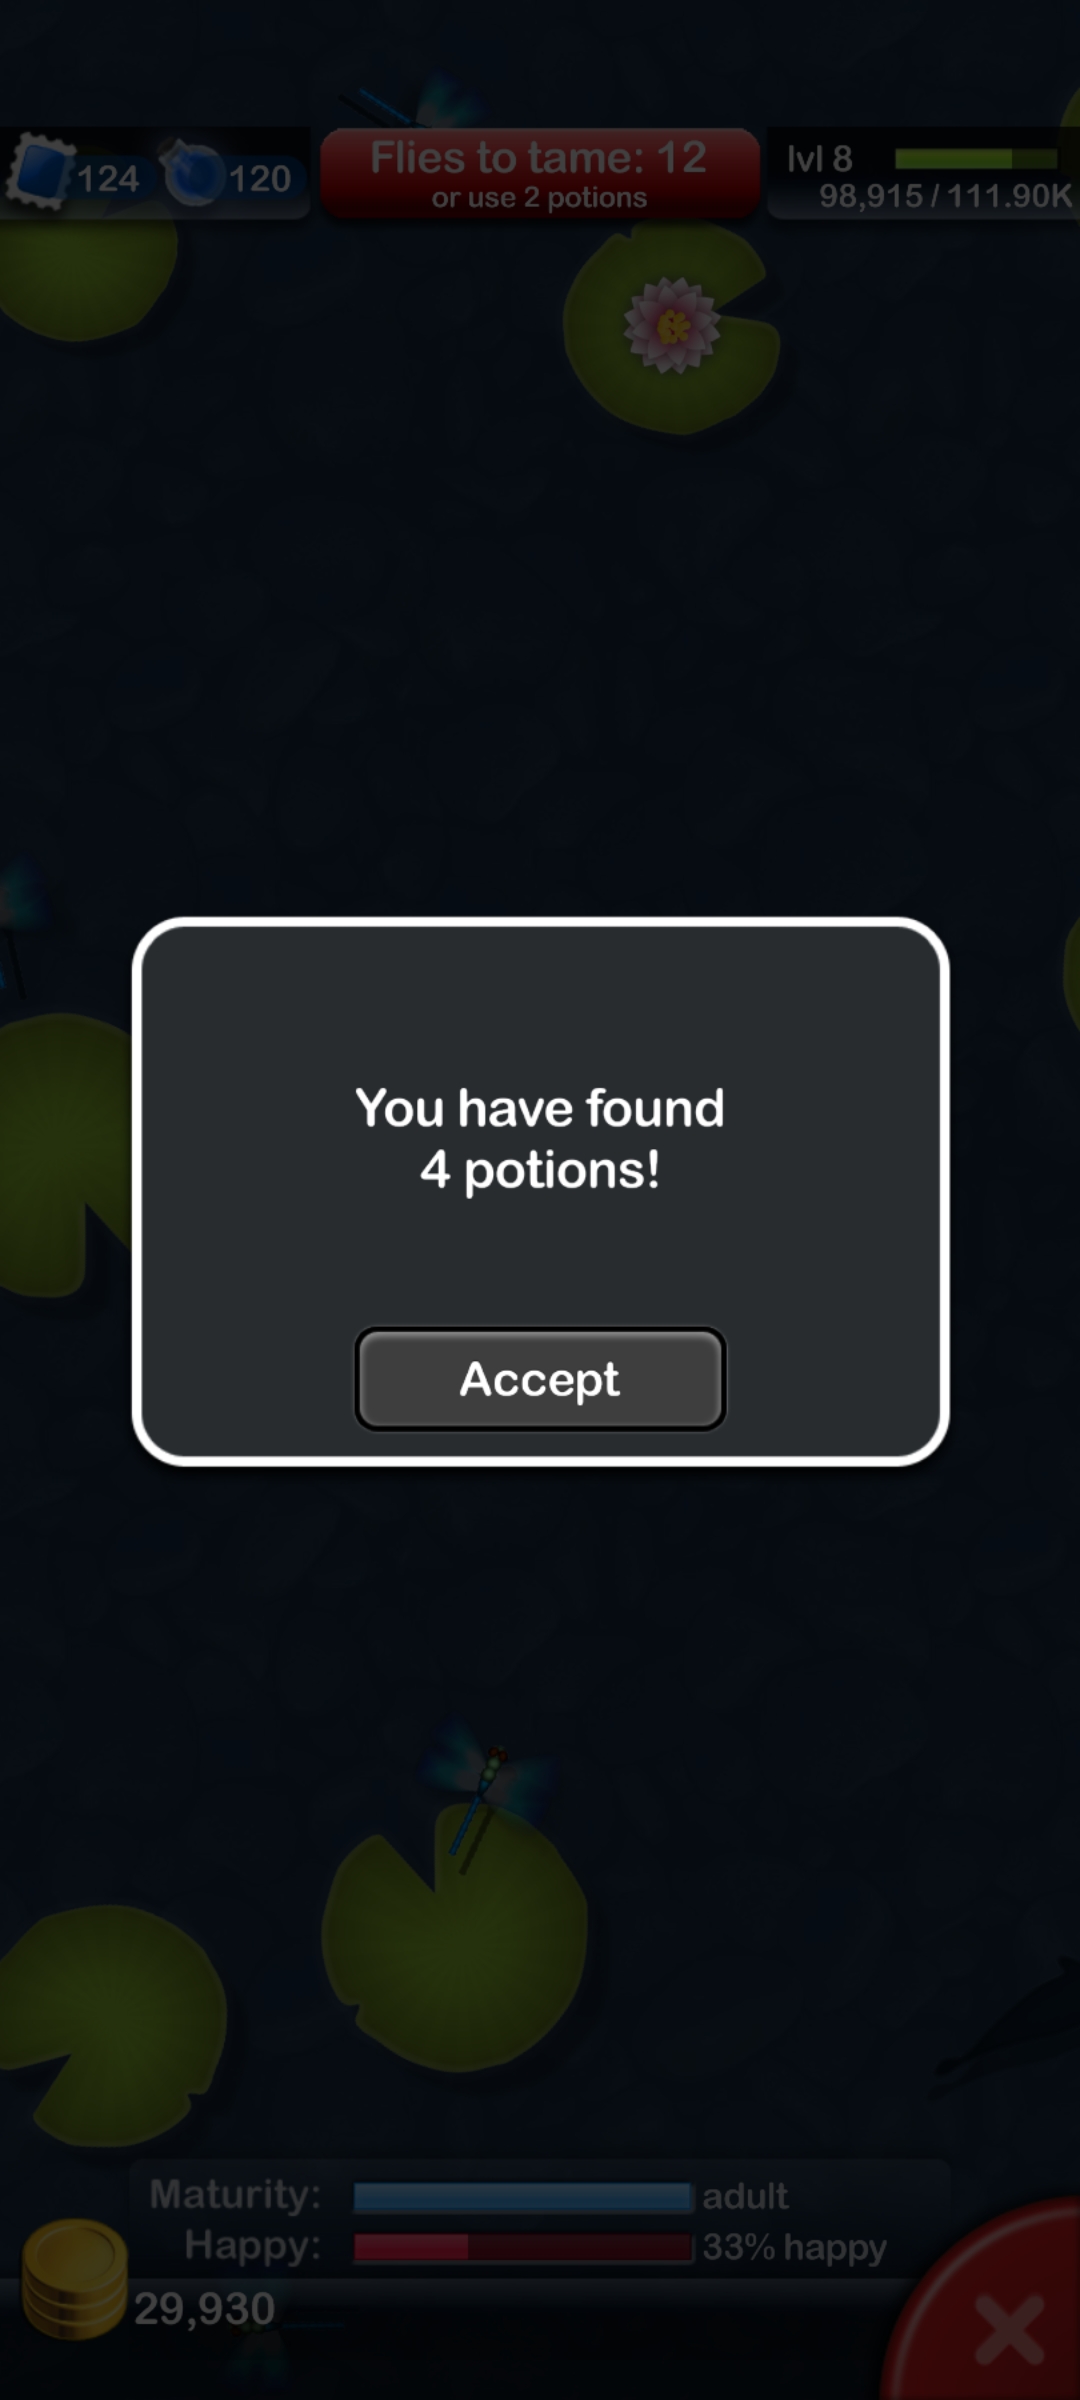 124
120
Flies to tame: 12
or use 2 potions
lvl 8
98,915 / 111.90K
You have found
4 potions!
Accept
Maturity: adult
Happy: 33% happy
29,930